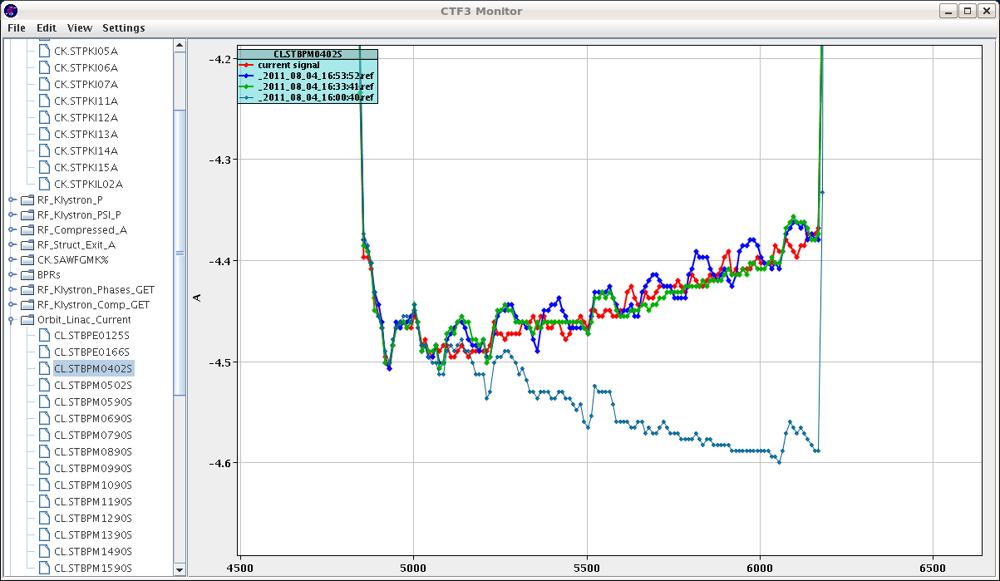 CTF3 Monitor
File Edit View Settings
CK.STPKI05A
CK.STPKI06A
CK.STPKI07A
CK.STPKI11A
CK.STPKI12A
CK.STPKI13A
CK.STPKI14A
CK.STPKI15A
CK.STPKIL02A
RF_Klystron_P
RF_Klystron_PSI_P
RF_Compressed_A
RF_Struct_Exit_A
CK.SAWFGMK%
BPRs
RF_Klystron_Phases_GET
RF_Klystron_Comp_GET
Orbit_Linac_Current
CL.STBPE0125S
CL.STBPE0166S
CL.STBPM0402S
CL.STBPM0502S
CL.STBPM0590S
CL.STBPM0690S
CL.STBPM0790S
CL.STBPM0890S
CL.STBPM0990S
CL.STBPM1090S
CL.STBPM1190S
CL.STBPM1290S
CL.STBPM1390S
CL.STBPM1490S
CL.STBPM1590S
CL.STBPM0402S
current signal
_2011_08_04_16:53:52.ref
_2011_08_04_16:33:41.ref
_2011_08_04_16:00:40.ref
A
-4.2
-4.3
-4.4
-4.5
-4.6
4500 5000 5500 6000 6500